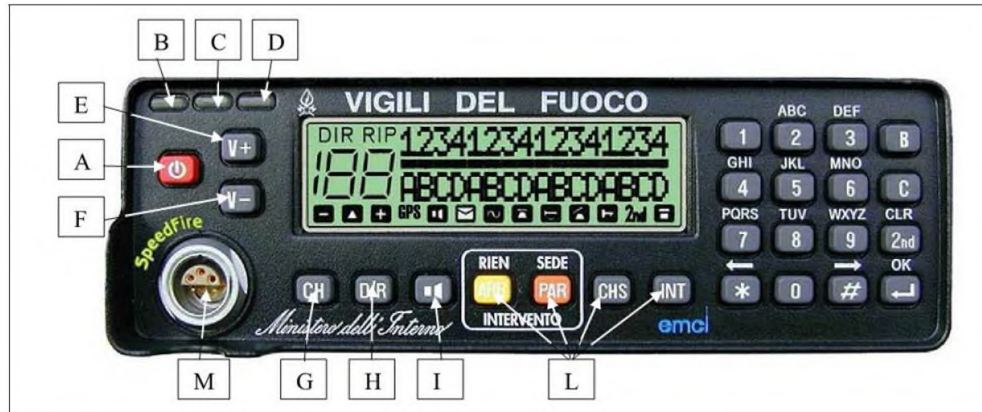 B C D
E
A
F
VIGILI DEL FUOCO
DIR RIP 1234123412341234
188 ABCDABCDABCDABCD
GPS 2nd
V+
V−
SpeedFire
ABC DEF
1 2 3 B
GHI JKL MNO
4 5 6 C
PQRS TUV WXYZ CLR
7 8 9 2nd
OK
* 0 #
RIEN SEDE
CH DIR ARR PAR CHS INT
INTERVENTO
Ministero dell'Interno
emci
M G H I L